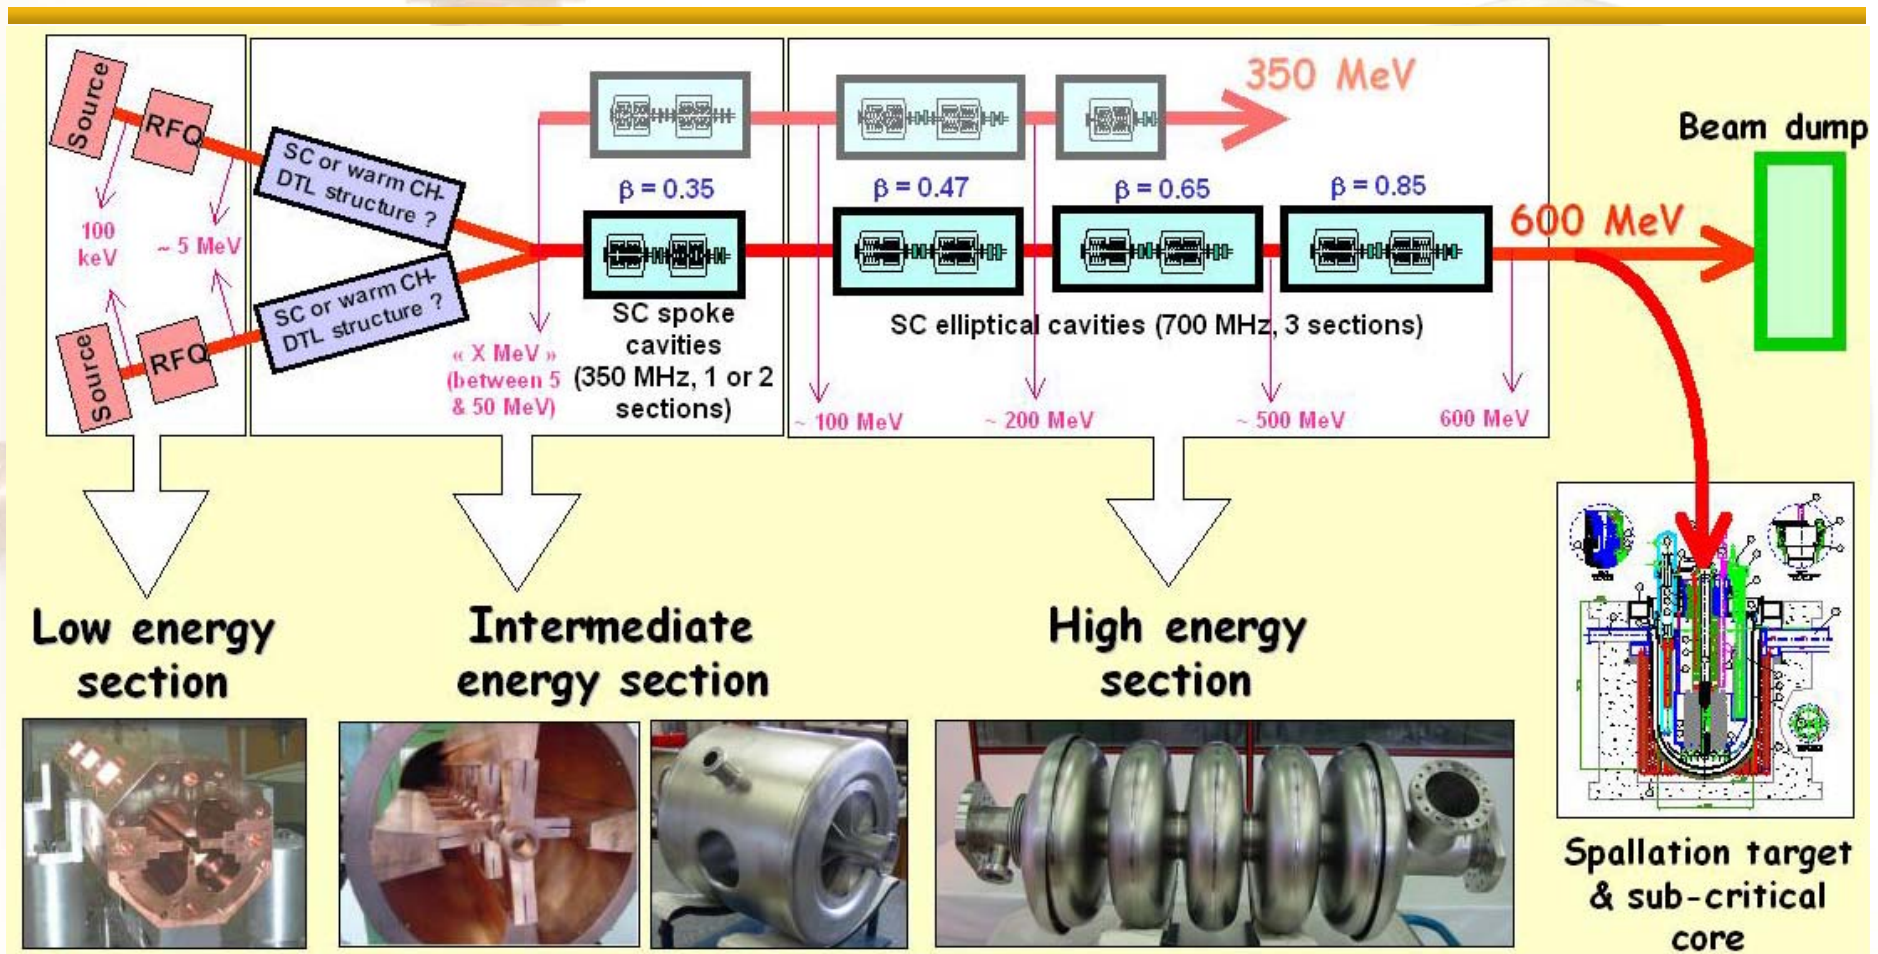 Source
RFQ
SC or warm CH-
DTL structure ?
100
keV
~ 5 MeV
Source
RFQ
SC or warm CH-
DTL structure ?
« X MeV »
(between 5
& 50 MeV)
β = 0.35
SC spoke
cavities
(350 MHz, 1 or 2
sections)
350 MeV
β = 0.47
β = 0.65
β = 0.85
SC elliptical cavities (700 MHz, 3 sections)
~ 100 MeV
~ 200 MeV
~ 500 MeV
600 MeV
600 MeV
Beam dump
Low energy
section
Intermediate
energy section
High energy
section
Spallation target
& sub-critical
core